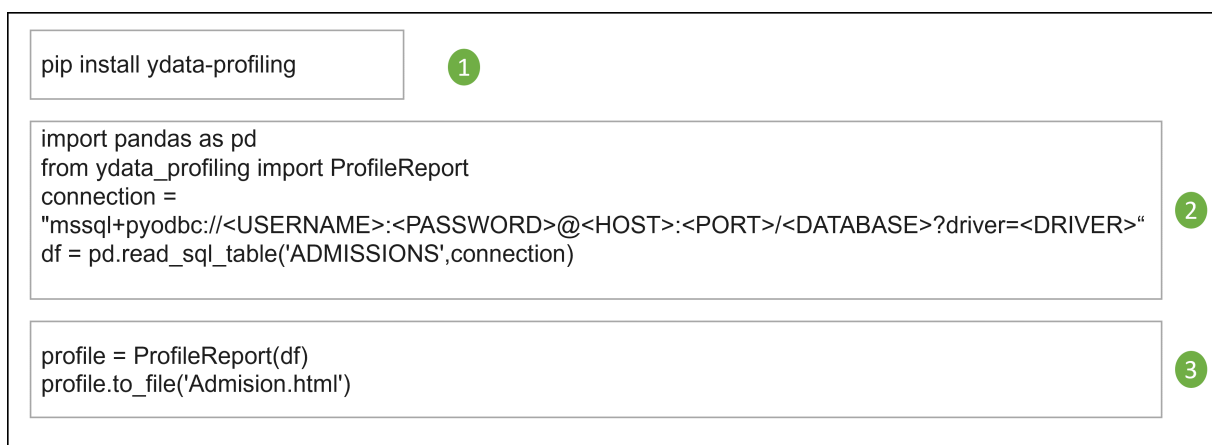 pip install ydata-profiling
1
import pandas as pd
from ydata_profiling import ProfileReport
connection =
"mssql+pyodbc://<USERNAME>:<PASSWORD>@<HOST>:<PORT>/<DATABASE>?driver=<DRIVER>“
df = pd.read_sql_table('ADMISSIONS',connection)
2
profile = ProfileReport(df)
profile.to_file('Admision.html')
3